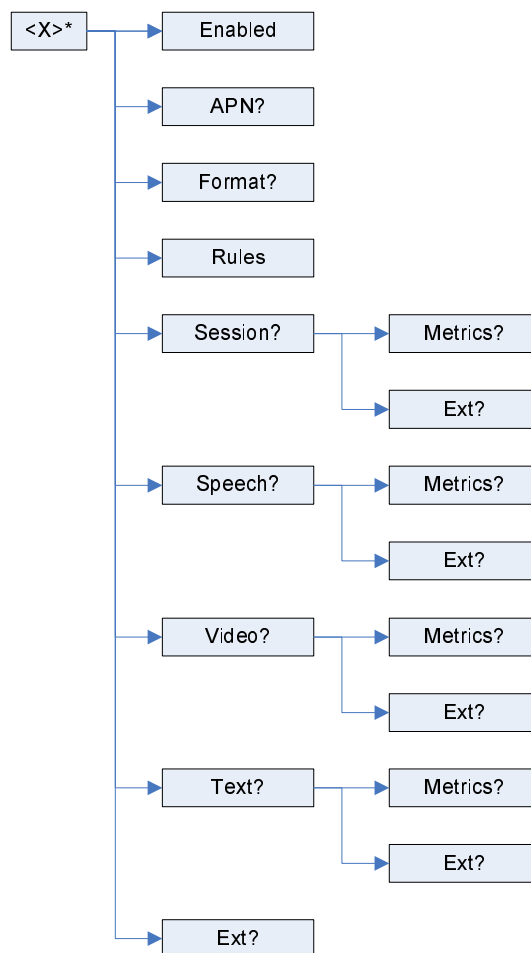 <X>*
Enabled
APN?
Format?
Rules
Session?
Metrics?
Ext?
Speech?
Metrics?
Ext?
Video?
Metrics?
Ext?
Text?
Metrics?
Ext?
Ext?